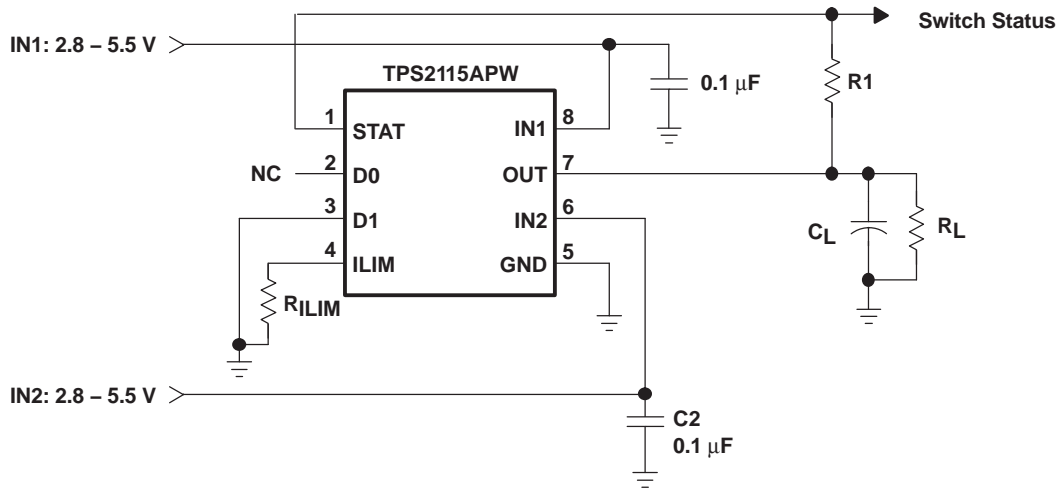 Switch Status
IN1: 2.8 – 5.5 V
TPS2115APW
0.1 μF
R1
1
STAT
IN1
8
NC
2
D0
OUT
7
3
D1
IN2
6
CL
RL
4
ILIM
GND
5
RILIM
IN2: 2.8 – 5.5 V
C2
0.1 μF